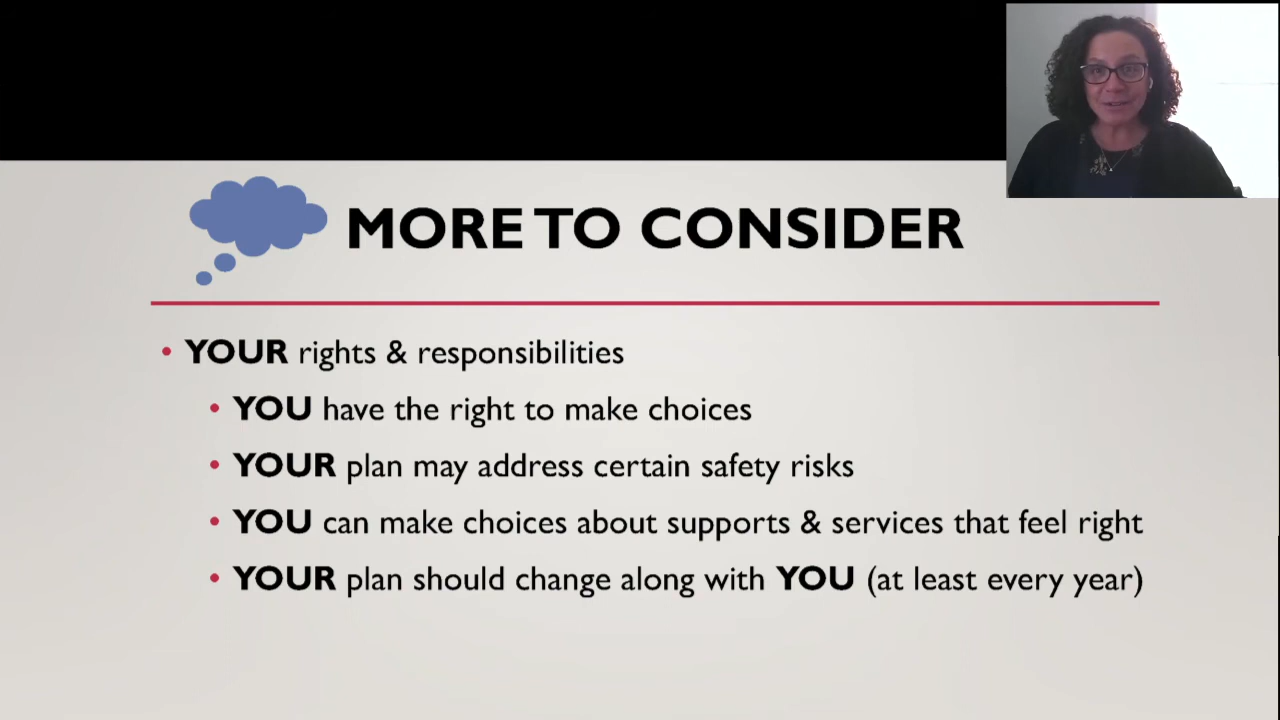 MORE TO CONSIDER
• YOUR rights & responsibilities
• YOU have the right to make choices
• YOUR plan may address certain safety risks
• YOU can make choices about supports & services that feel right
• YOUR plan should change along with YOU (at least every year)